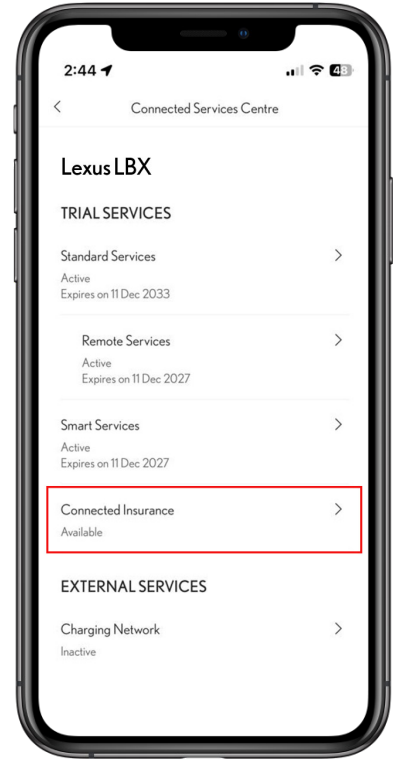 2:44
48
Connected Services Centre
Lexus LBX
TRIAL SERVICES
Standard Services
Active
Expires on 11 Dec 2033
Remote Services
Active
Expires on 11 Dec 2027
Smart Services
Active
Expires on 11 Dec 2027
Connected Insurance
Available
EXTERNAL SERVICES
Charging Network
Inactive